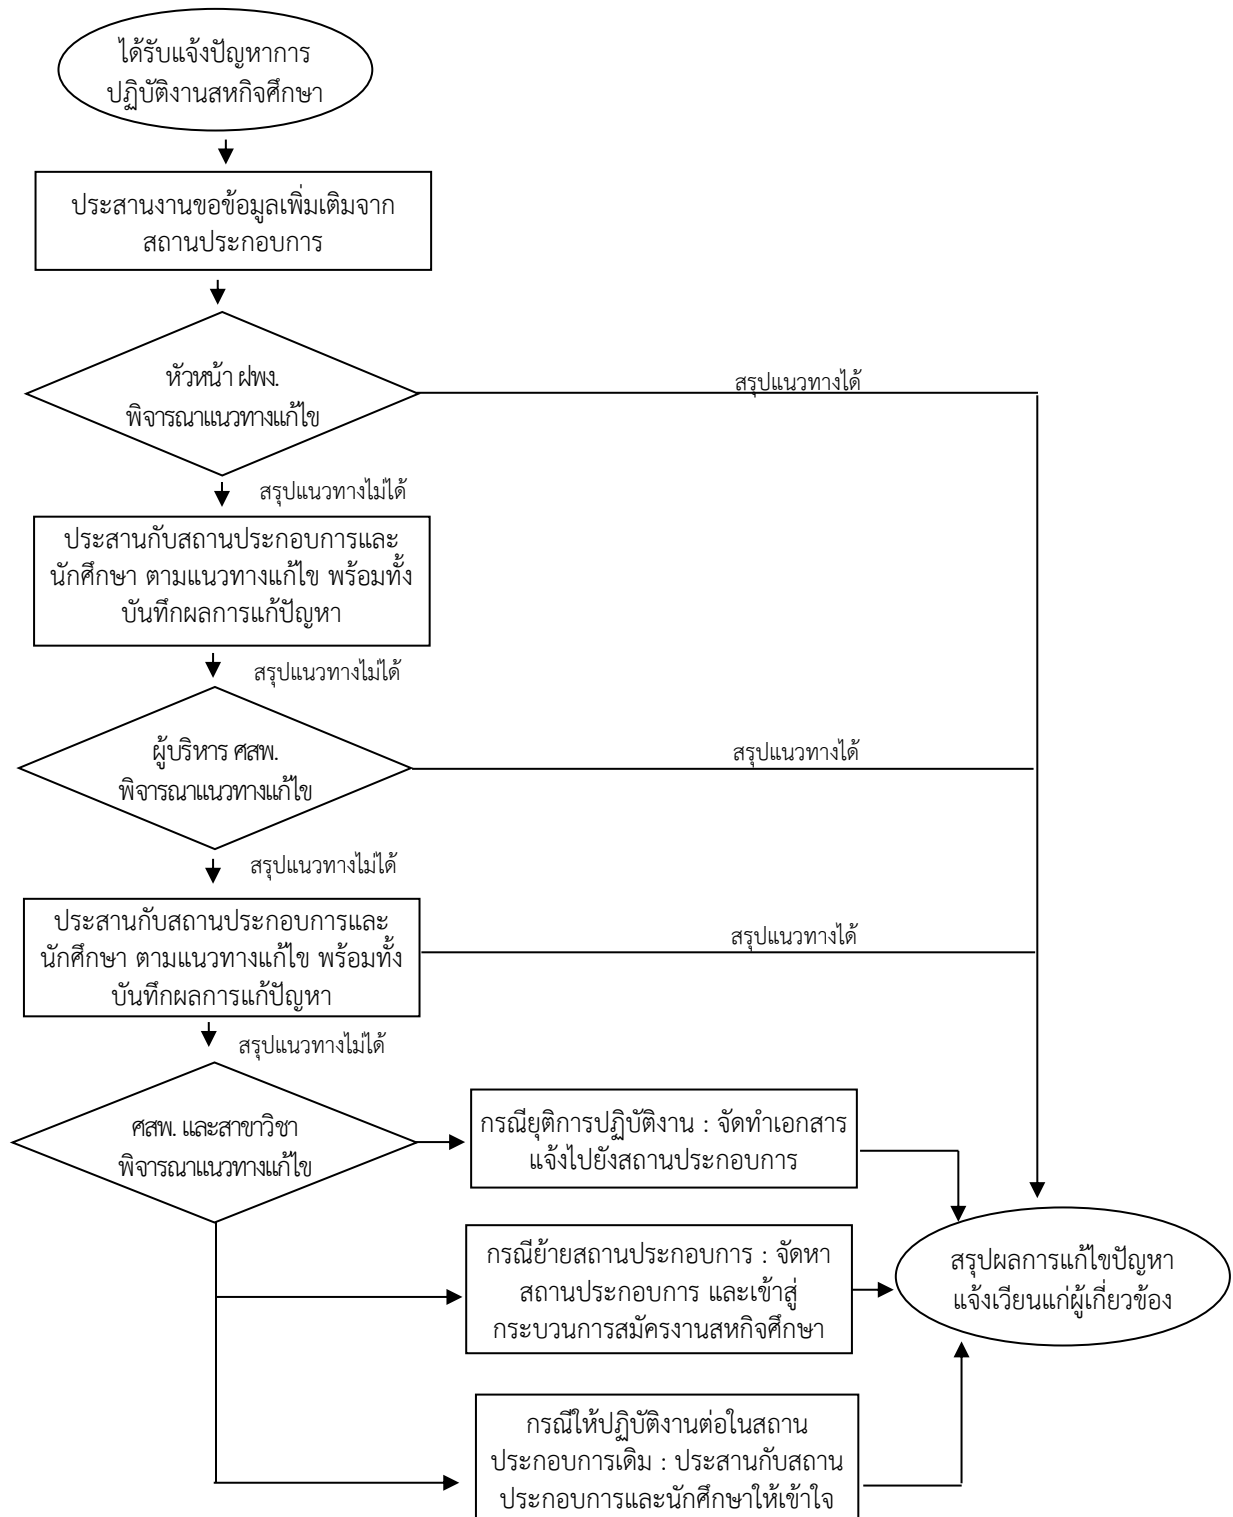 ได้รับแจ้งปัญหาการ
ปฏิบัติงานสหกิจศึกษา
ประสานงานขอข้อมูลเพิ่มเติมจาก
สถานประกอบการ
หัวหน้า ฝพง.
พิจารณาแนวทางแก้ไข
สรุปแนวทางได้
สรุปแนวทางไม่ได้
ประสานกับสถานประกอบการและ
นักศึกษา ตามแนวทางแก้ไข พร้อมทั้ง
บันทึกผลการแก้ปัญหา
สรุปแนวทางไม่ได้
ผู้บริหาร ศสพ.
พิจารณาแนวทางแก้ไข
สรุปแนวทางได้
สรุปแนวทางไม่ได้
ประสานกับสถานประกอบการและ
นักศึกษา ตามแนวทางแก้ไข พร้อมทั้ง
บันทึกผลการแก้ปัญหา
สรุปแนวทางได้
สรุปแนวทางไม่ได้
ศสพ. และสาขาวิชา
พิจารณาแนวทางแก้ไข
กรณียุติการปฏิบัติงาน : จัดทำเอกสาร
แจ้งไปยังสถานประกอบการ
กรณีย้ายสถานประกอบการ : จัดหา
สถานประกอบการ และเข้าสู่
กระบวนการสมัครงานสหกิจศึกษา
สรุปผลการแก้ไขปัญหา
แจ้งเวียนแก่ผู้เกี่ยวข้อง
กรณีให้ปฏิบัติงานต่อในสถาน
ประกอบการเดิม : ประสานกับสถาน
ประกอบการและนักศึกษาให้เข้าใจ